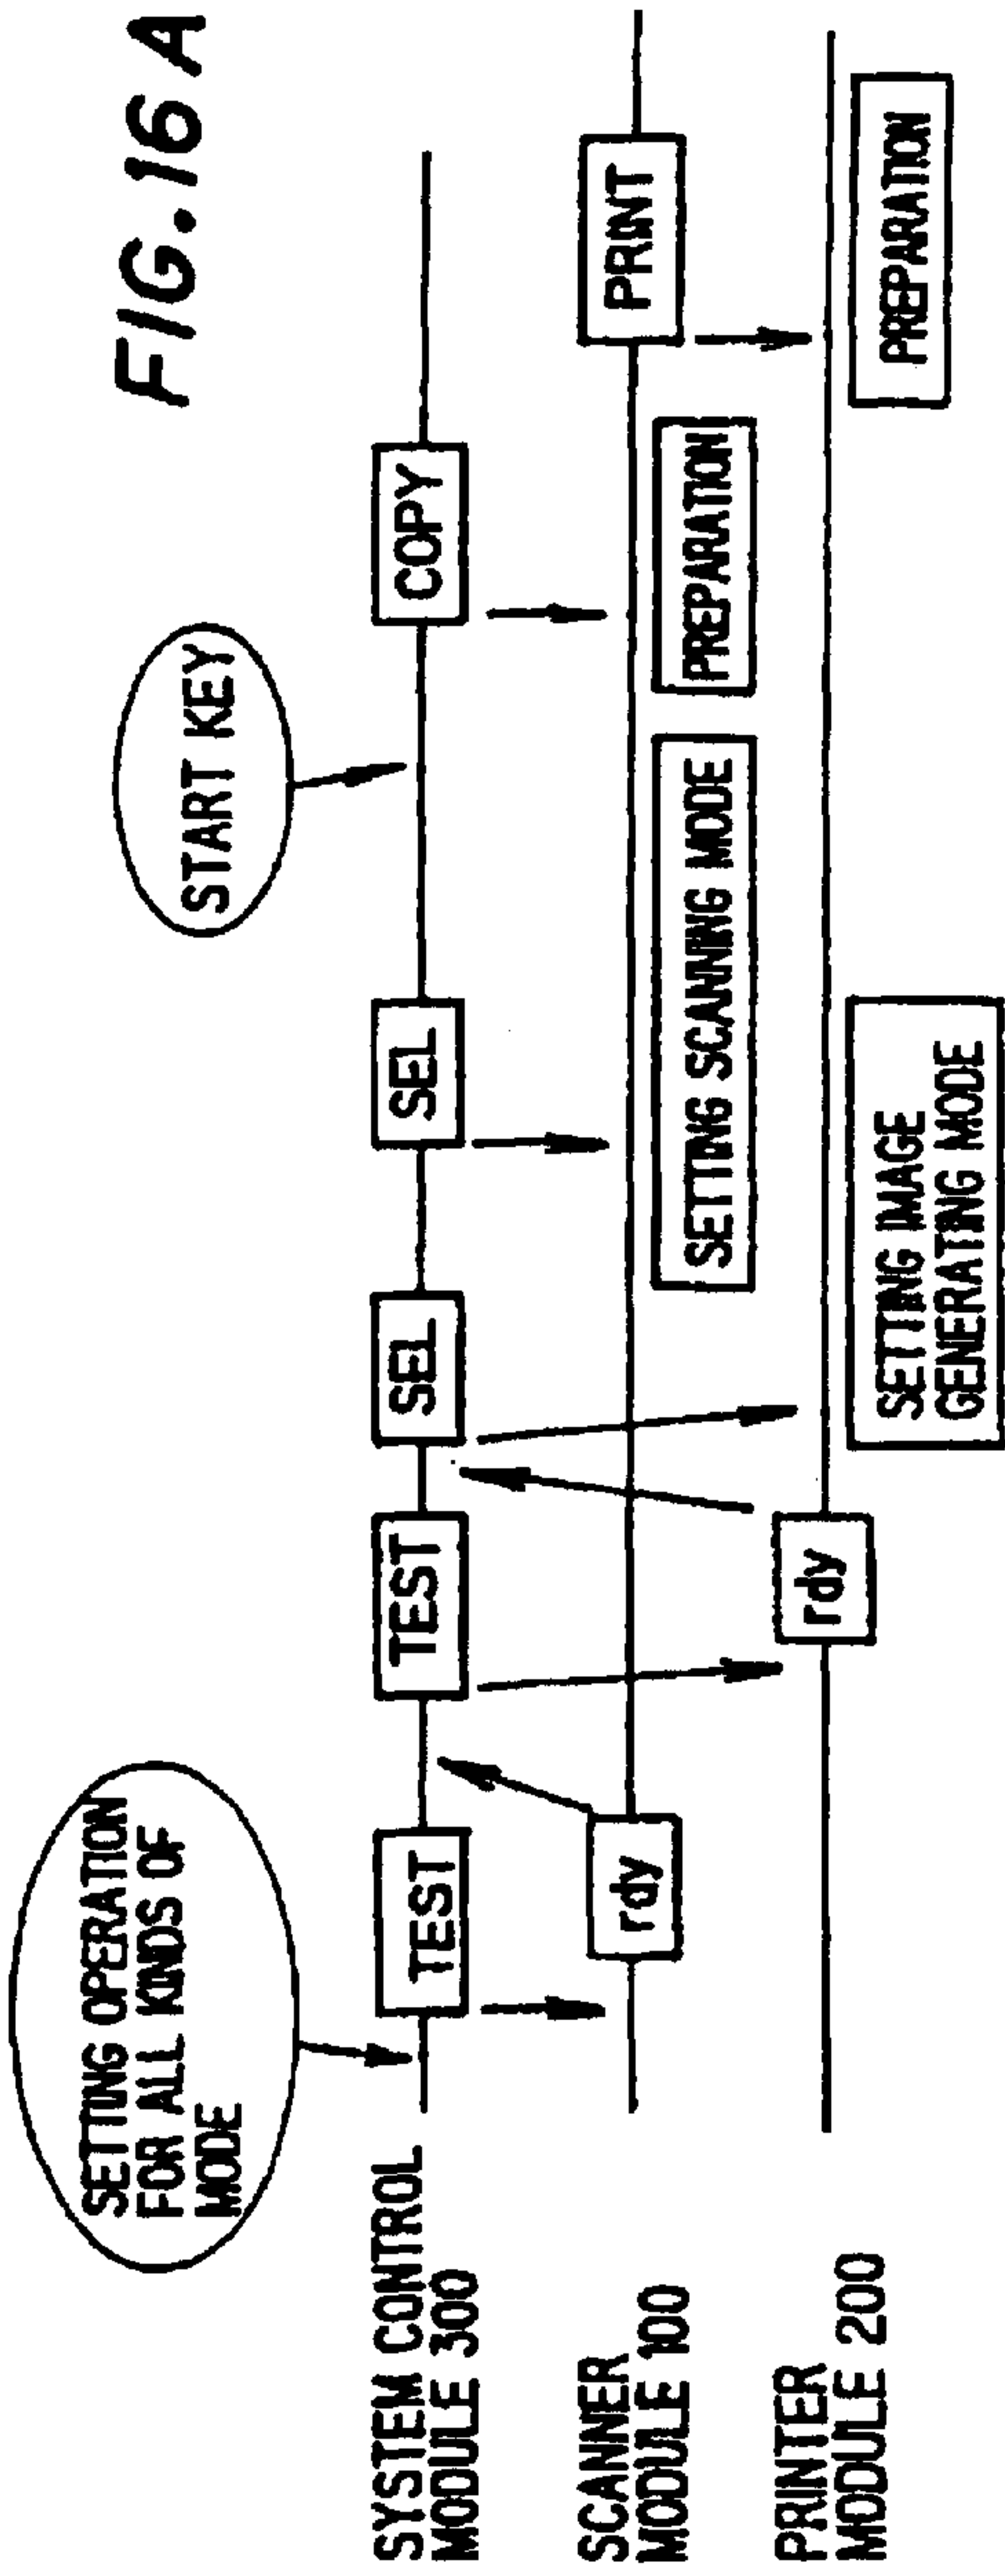 FIG.16 A
SETTING OPERATION
FOR ALL KINDS OF
MODE
START KEY
SYSTEM CONTROL
MODULE 300
TEST
TEST
SEL
SEL
COPY
SCANNER
MODULE 100
rdy
PRINT
SETTING SCANNING MODE
PREPARATION
PRINTER
MODULE 200
rdy
SETTING IMAGE
GENERATING MODE
PREPARATION